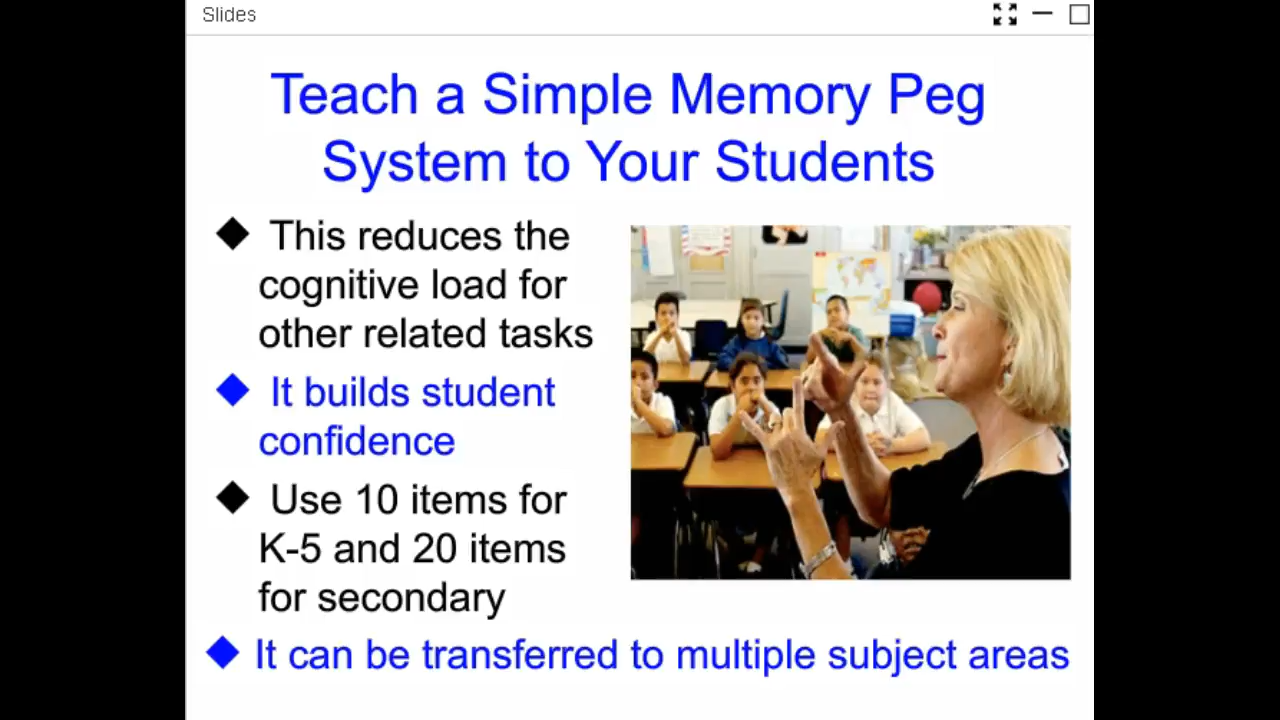 Slides
Teach a Simple Memory Peg
System to Your Students
This reduces the
cognitive load for
other related tasks
It builds student
confidence
Use 10 items for
K-5 and 20 items
for secondary
It can be transferred to multiple subject areas